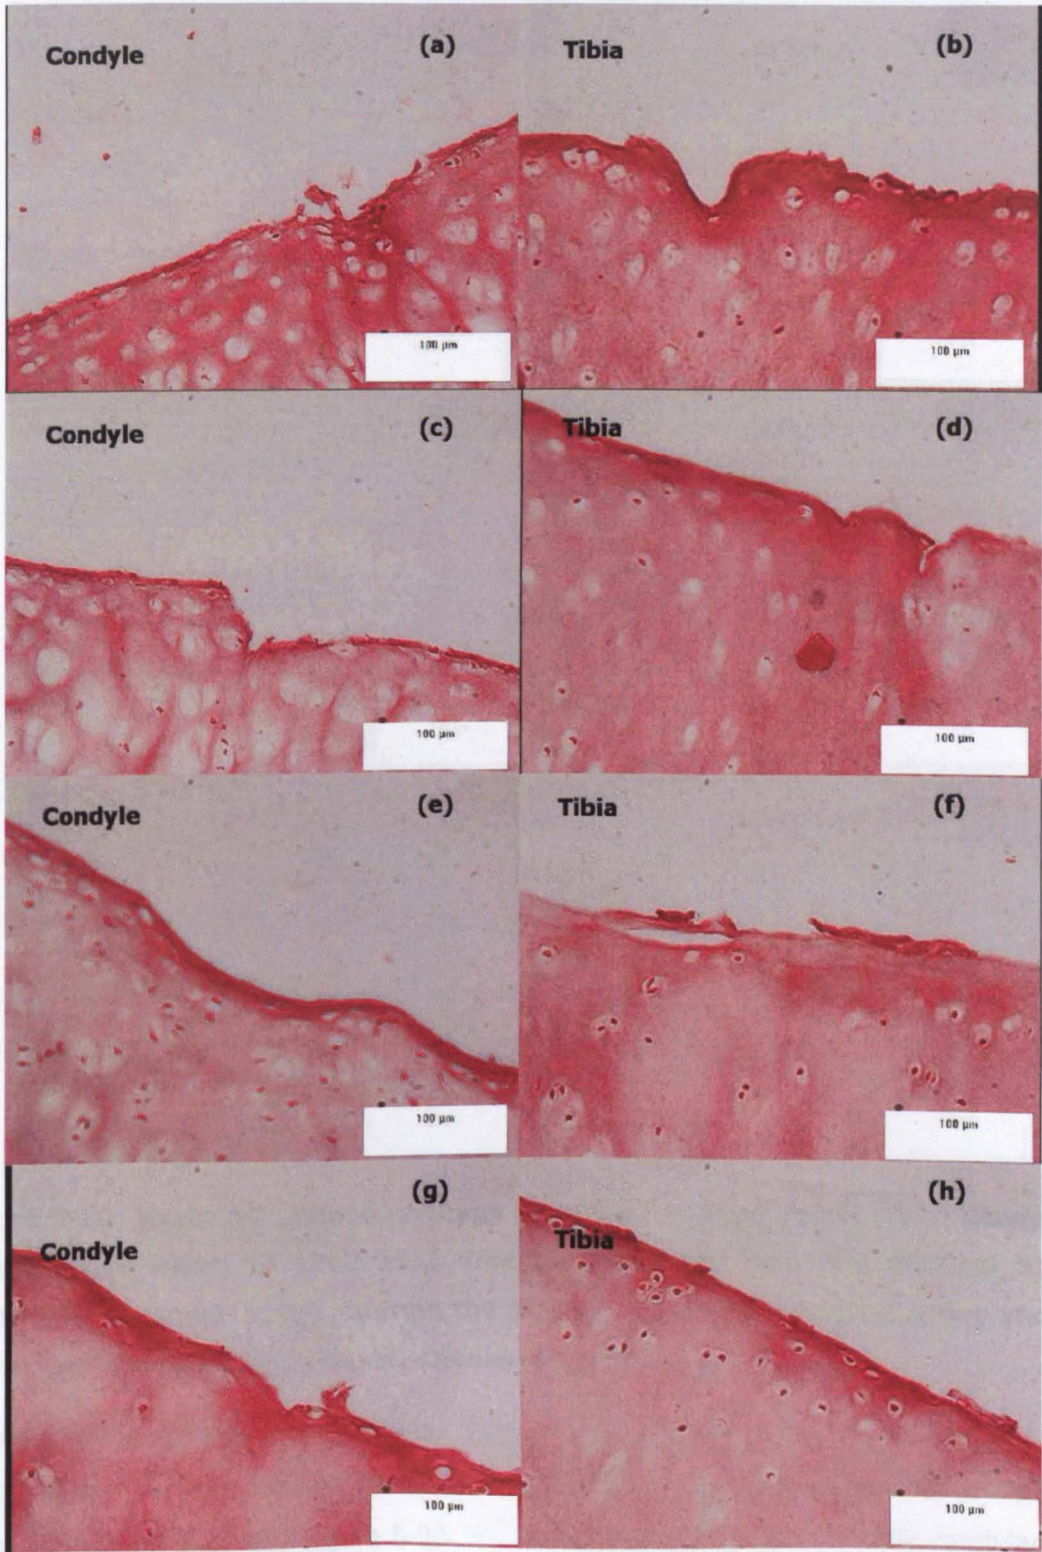 Condyle (a)
Tibia (b)
100 µm
100 µm
Condyle (c)
Tibia (d)
100 µm
100 µm
Condyle (e)
Tibia (f)
100 µm
100 µm
Condyle (g)
Tibia (h)
100 µm
100 µm